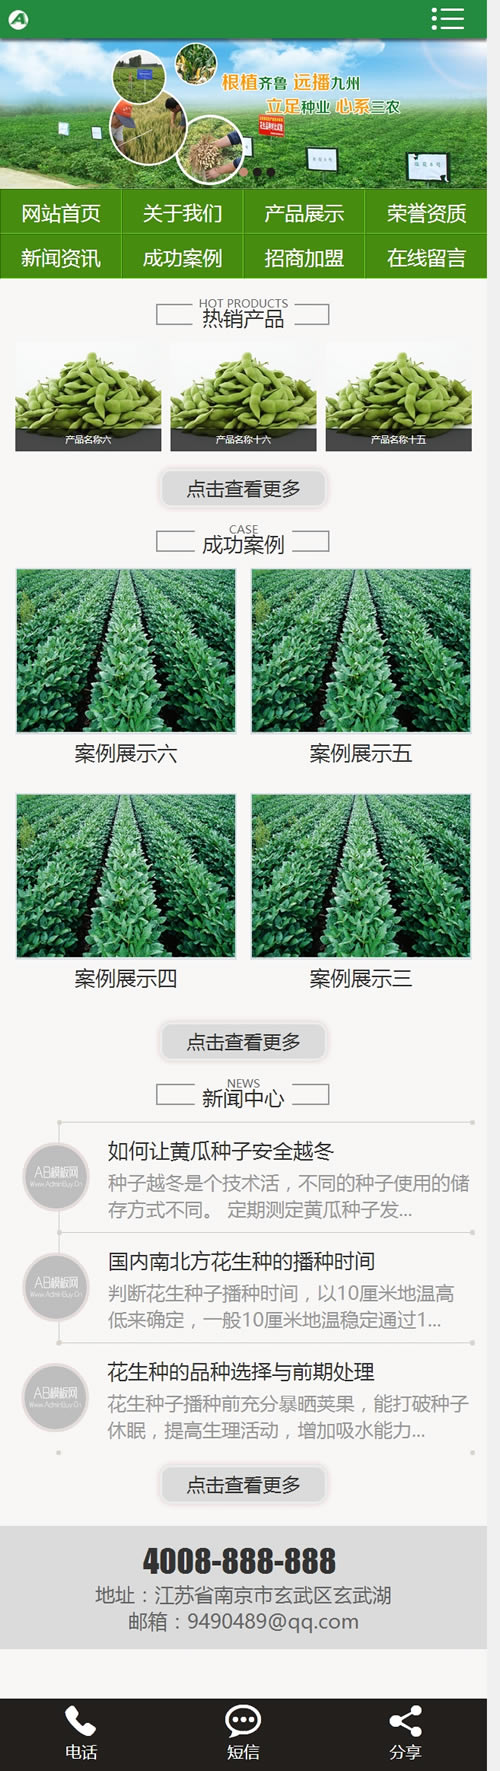 根植齐鲁 远播九州
立足种业 心系三农
网站首页 关于我们 产品展示 荣誉资质
新闻资讯 成功案例 招商加盟 在线留言
HOT PRODUCTS
热销产品
产品名称六 产品名称十六 产品名称十五
点击查看更多
CASE
成功案例
案例展示六 案例展示五
案例展示四 案例展示三
点击查看更多
NEWS
新闻中心
AB模板网
Www.AdminBuy.Cn
如何让黄瓜种子安全越冬
种子越冬是个技术活，不同的种子使用的储
存方式不同。 定期测定黄瓜种子发...
AB模板网
Www.AdminBuy.Cn
国内南北方花生种的播种时间
判断花生种子播种时间，以10厘米地温高
低来确定，一般10厘米地温稳定通过1...
AB模板网
Www.AdminBuy.Cn
花生种的品种选择与前期处理
花生种子播种前充分暴晒荚果，能打破种子
休眠，提高生理活动，增加吸水能力...
点击查看更多
4008-888-888
地址：江苏省南京市玄武区玄武湖
邮箱：9490489@qq.com
电话 短信 分享